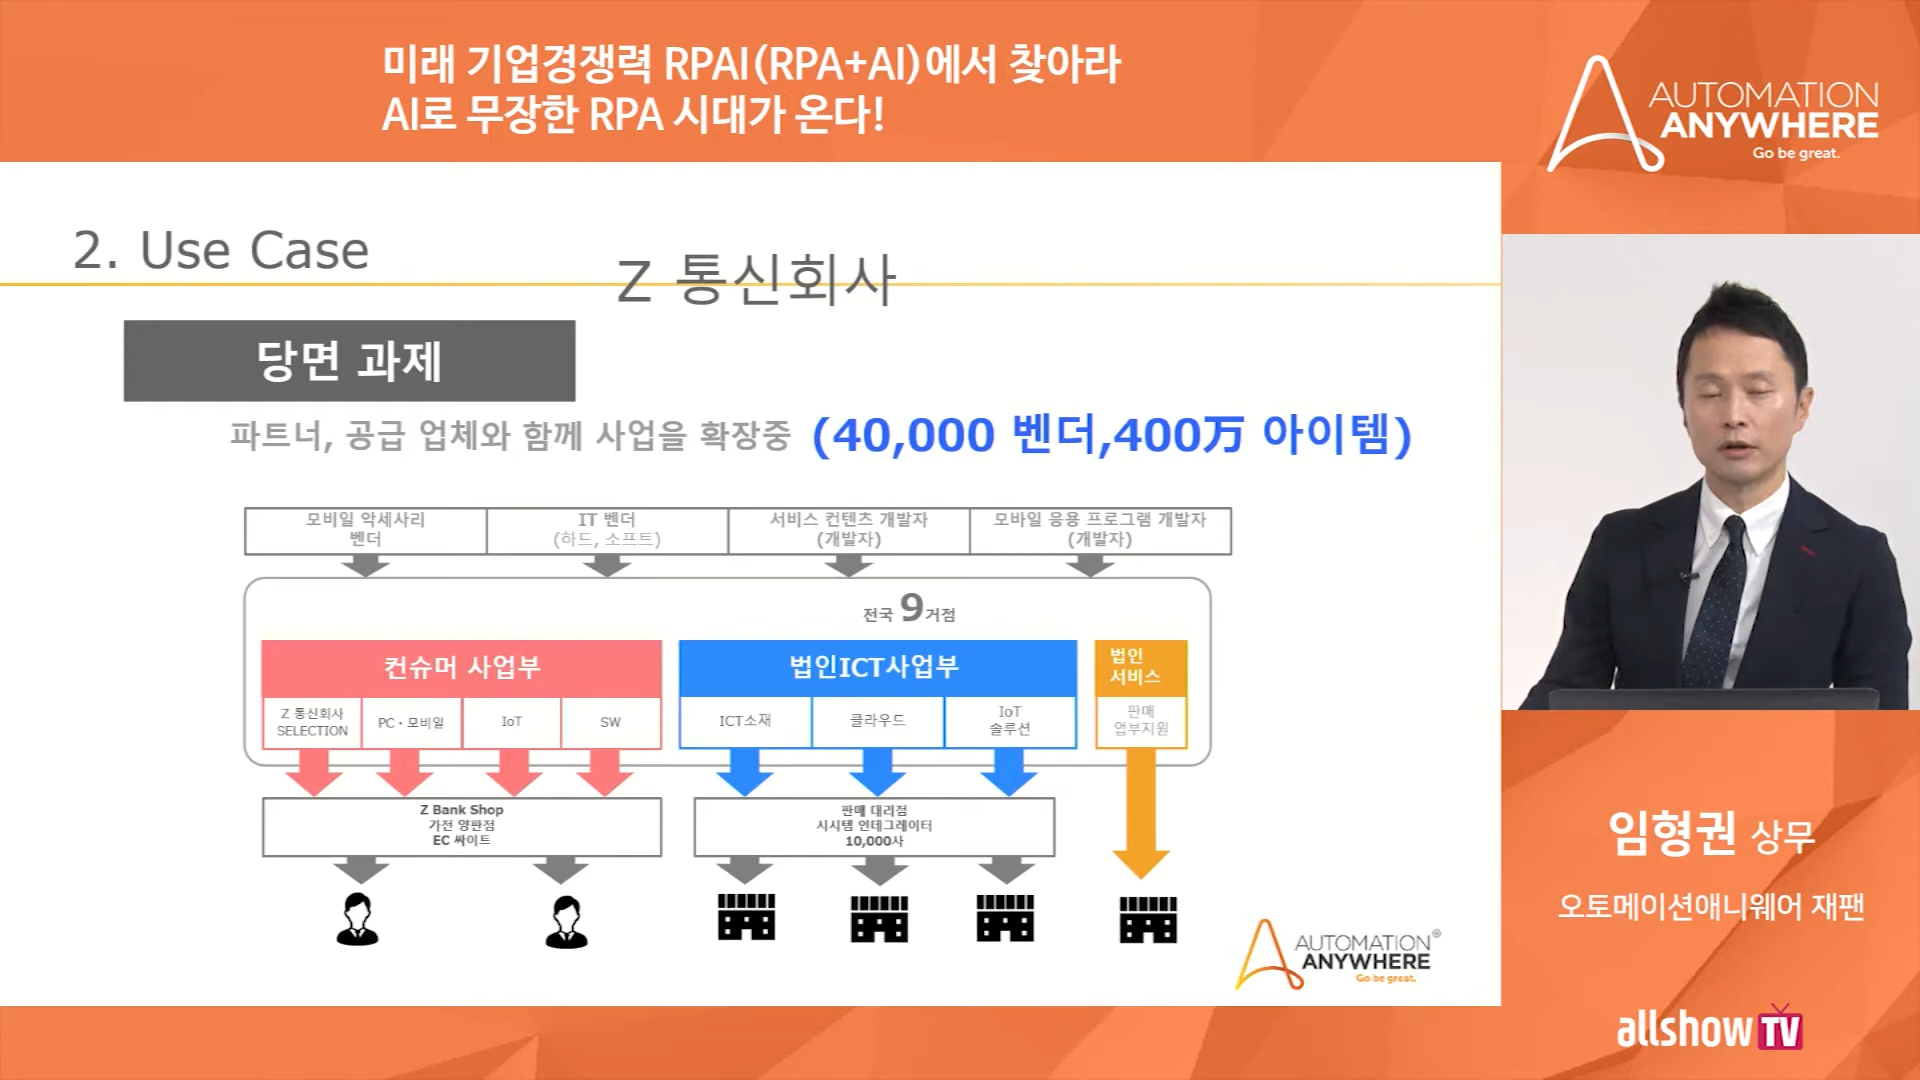 미래 기업경쟁력 RPAI(RPA+AI)에서 찾아라
AI로 무장한 RPA 시대가 온다!
AUTOMATION
ANYWHERE
Go be great.
2. Use Case
Z 통신회사
당면 과제
파트너, 공급 업체와 함께 사업을 확장중 (40,000 벤더,400万 아이템)
모비일 악세사리
벤더
IT 벤더
(하드, 소프트)
서비스 컨텐츠 개발자
(개발자)
모바일 응용 프로그램 개발자
(개발자)
전국 9거점
컨슈머 사업부
법인ICT사업부
법인
서비스
Z 통신회사
SELECTION
PC・모비일
IoT
SW
ICT소재
클라우드
IoT
솔루션
판매
업부지원
Z Bank Shop
가전 양판점
EC 싸이트
판매 대리점
시시템 인데그레이터
10,000사
AUTOMATION®
ANYWHERE
Go be great.
임형권 상무
오토메이션애니웨어 재팬
allshowTV